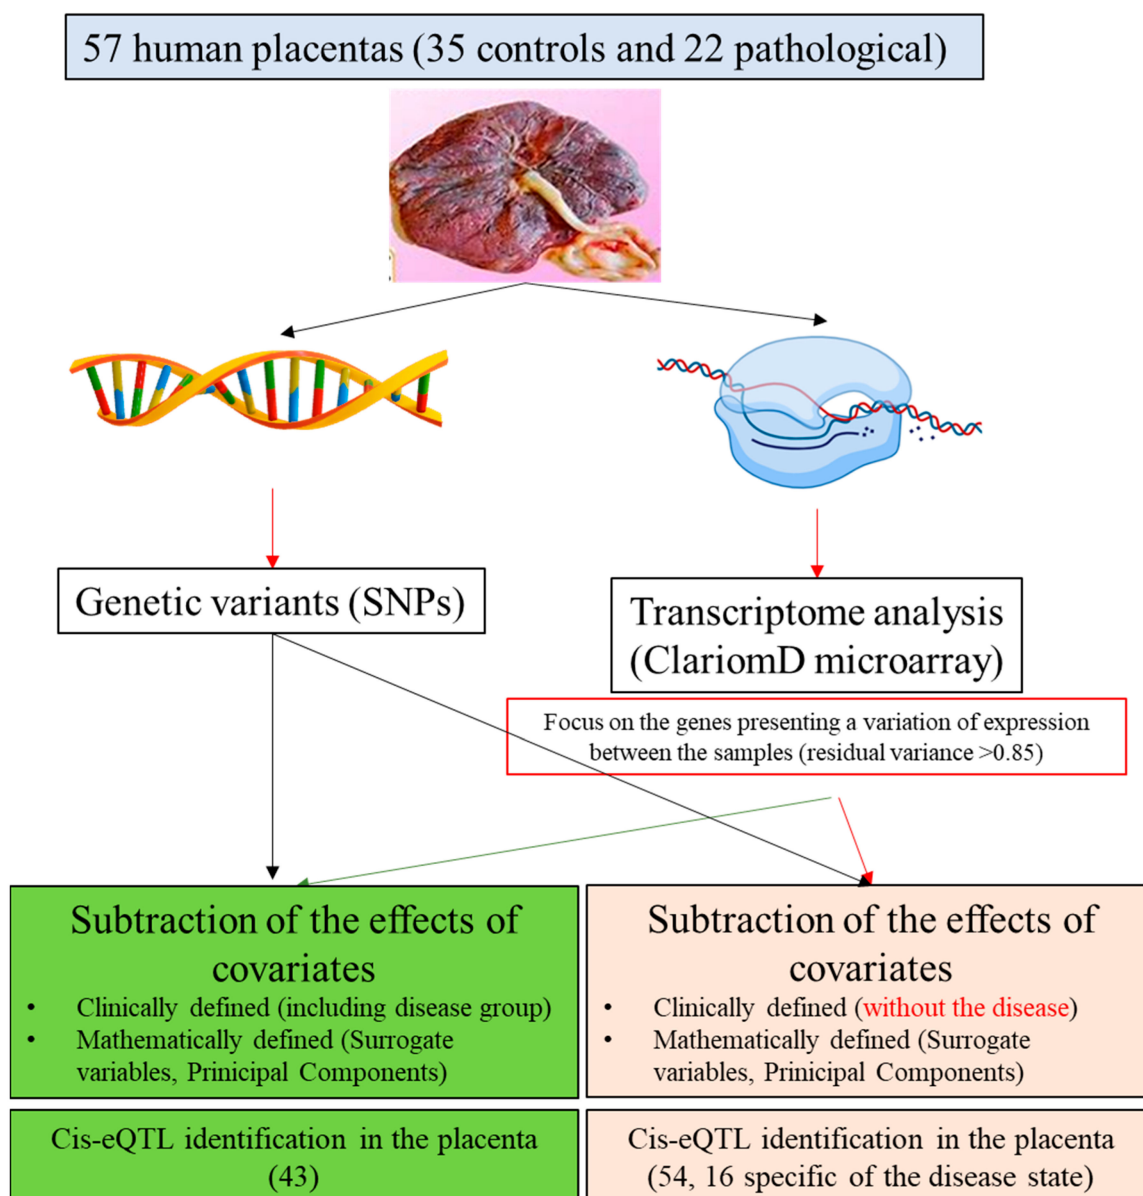 57 human placentas (35 controls and 22 pathological)
Genetic variants (SNPs)
Transcriptome analysis
(ClariomD microarray)
Focus on the genes presenting a variation of expression
between the samples (residual variance >0.85)
Subtraction of the effects of
covariates
• Clinically defined (including disease group)
• Mathematically defined (Surrogate
variables, Prinicipal Components)
Cis-eQTL identification in the placenta
(43)
Subtraction of the effects of
covariates
• Clinically defined (without the disease)
• Mathematically defined (Surrogate
variables, Prinicipal Components)
Cis-eQTL identification in the placenta
(54, 16 specific of the disease state)